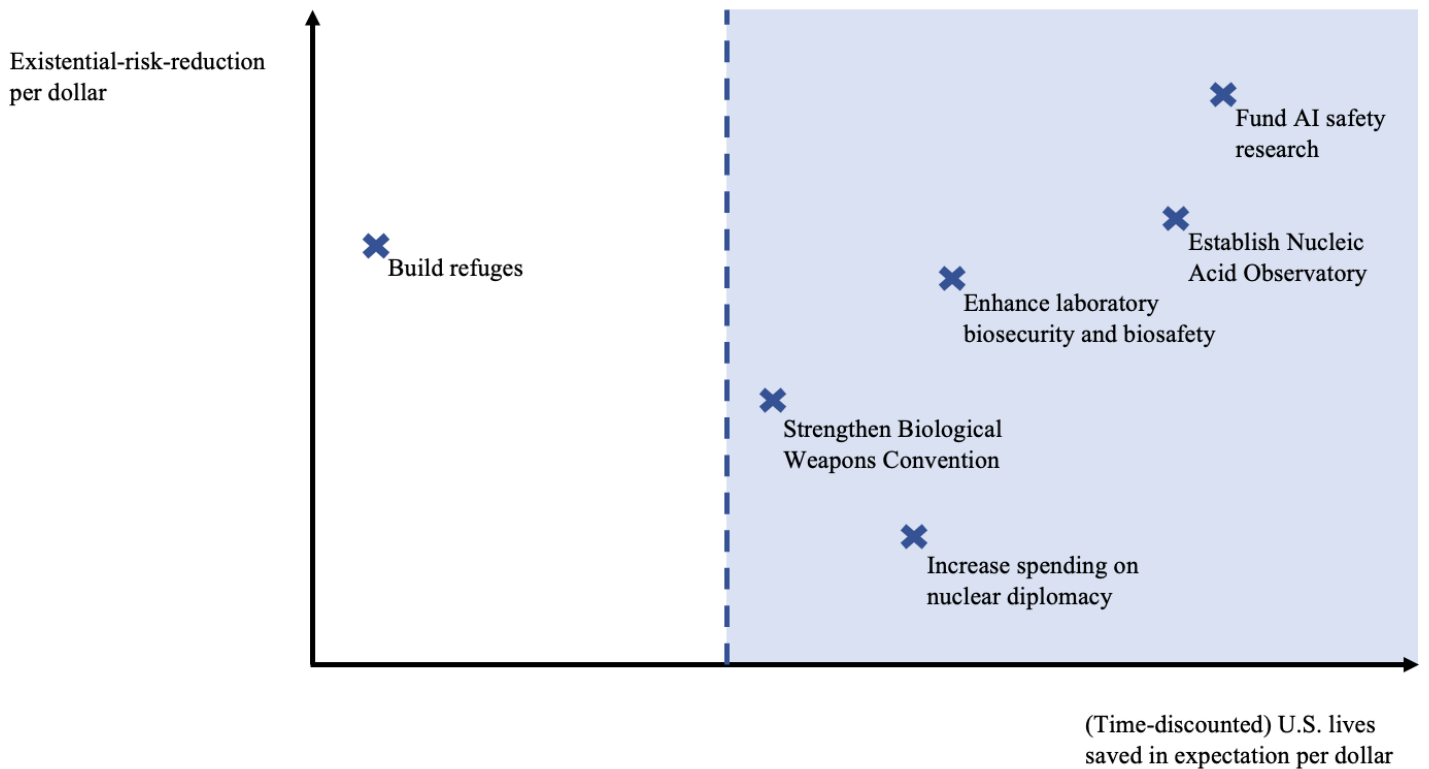 Existential-risk-reduction
per dollar
Fund AI safety
research
Establish Nucleic
Acid Observatory
Build refuges
Enhance laboratory
biosecurity and biosafety
Strengthen Biological
Weapons Convention
Increase spending on
nuclear diplomacy
(Time-discounted) U.S. lives
saved in expectation per dollar